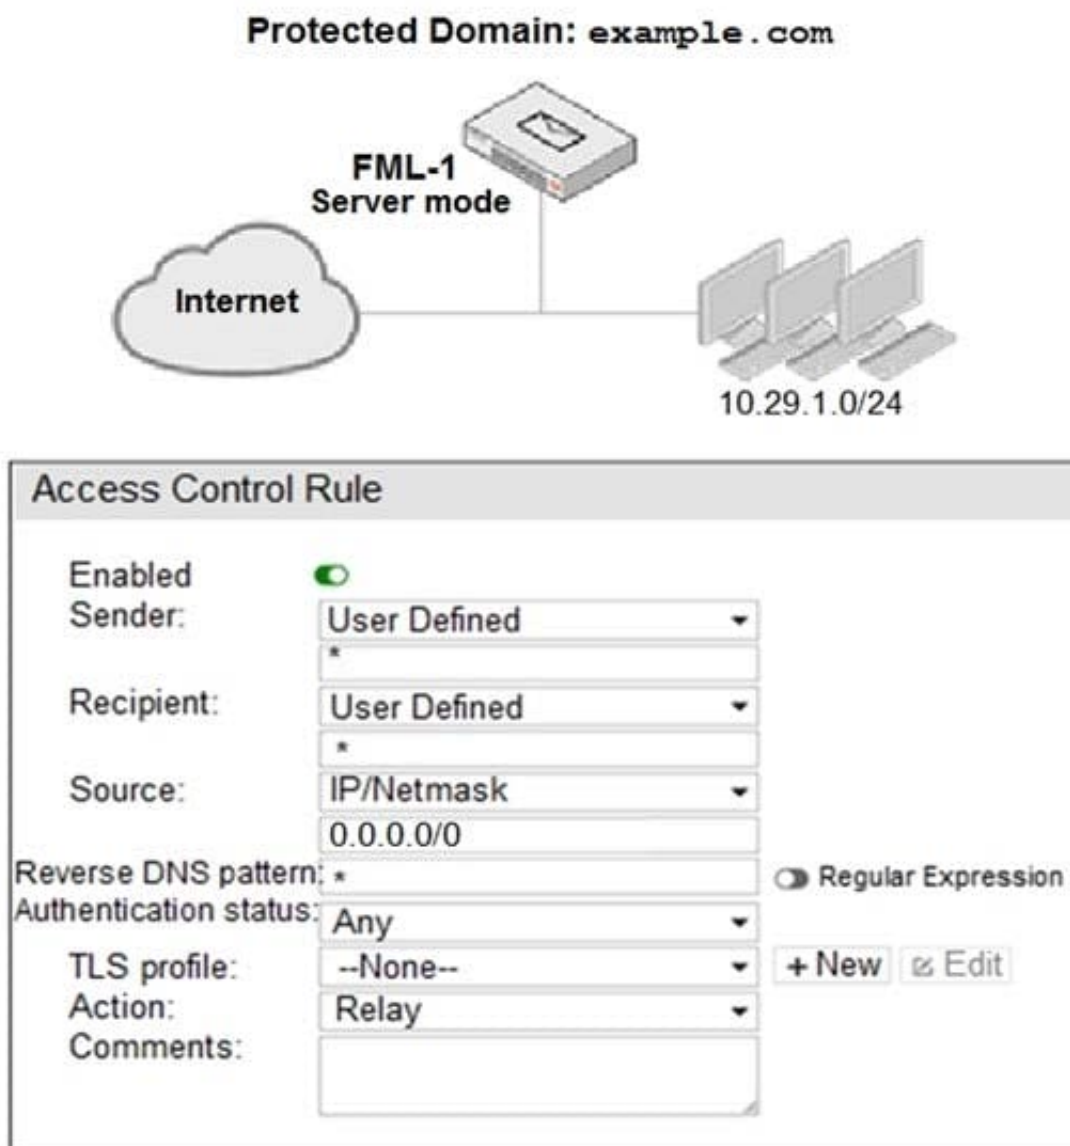 Protected Domain: example.com
FML-1
Server mode
Internet
10.29.1.0/24
Access Control Rule
Enabled
Sender: User Defined
*
Recipient: User Defined
*
Source: IP/Netmask
0.0.0.0/0
Reverse DNS pattern: * Regular Expression
Authentication status: Any
TLS profile: --None-- + New Edit
Action: Relay
Comments: